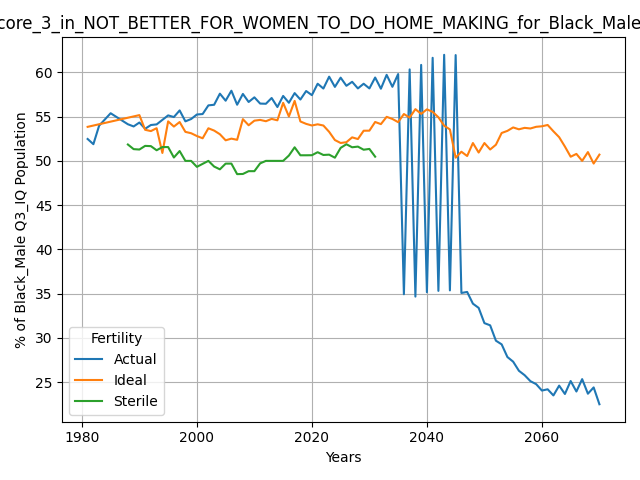 core_3_in_NOT_BETTER_FOR_WOMEN_TO_DO_HOME_MAKING_for_Black_Male
% of Black_Male Q3_IQ Population
60
55
50
45
40
35
30
25
Fertility
Actual
Ideal
Sterile
1980 2000 2020 2040 2060
Years